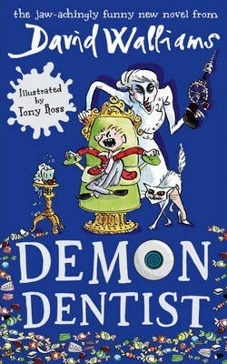 the jaw-achingly funny new novel from
David Walliams
Illustrated
by
Tony Ross
DEMON
DENTIST